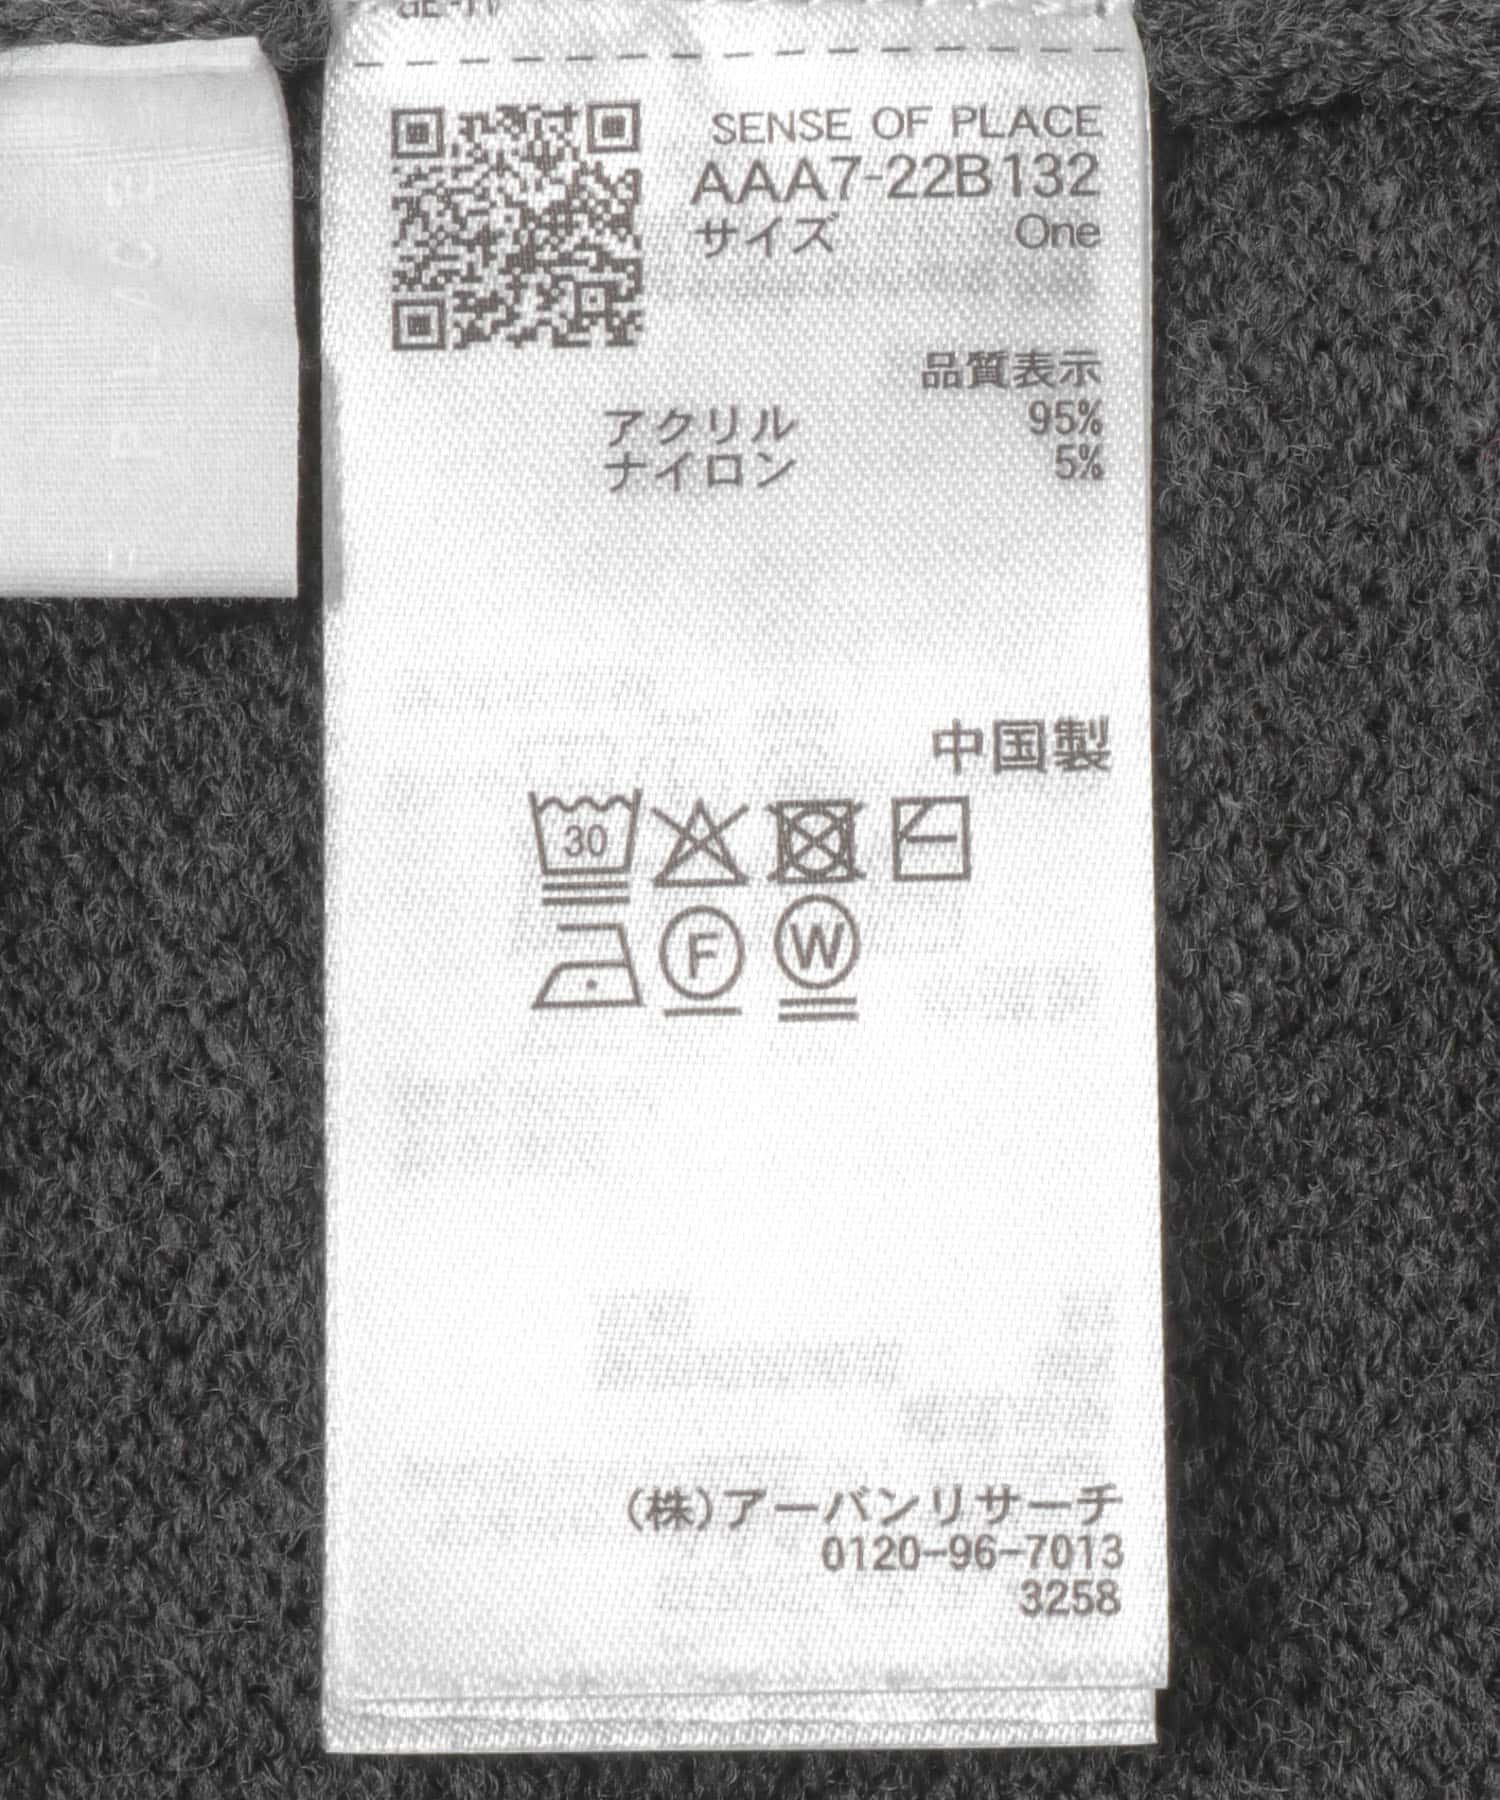 SENSE OF PLACE
AAA7-22B132
サイズ One
品質表示
アクリル 95%
ナイロン 5%
中国製
30
F W
(株)アーバンリサーチ
0120-96-7013
3258
PLACE